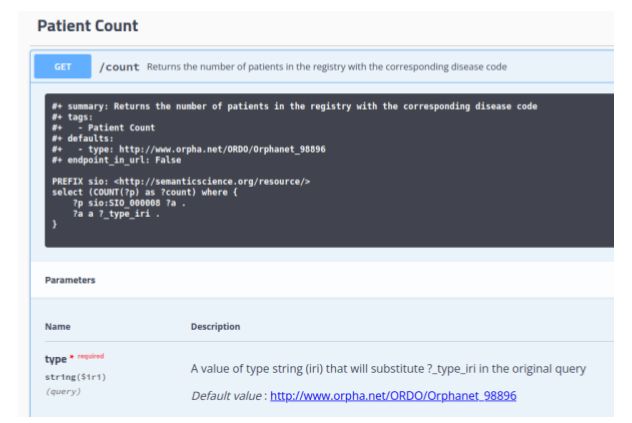 Patient Count
GET /count Returns the number of patients in the registry with the corresponding disease code
#+ summary: Returns the number of patients in the registry with the corresponding disease code
#+ tags:
#+   - Patient Count
#+ defaults:
#+   - type: http://www.orpha.net/ORDO/Orphanet_98896
#+ endpoint_in_url: False
PREFIX sio: <http://semanticscience.org/resource/>
select (COUNT(?p) as ?count) where {
    ?p sio:SIO_000008 ?a .
    ?a a ?_type_iri .
}
Parameters
Name Description
type * required
string($iri)
(query)
A value of type string (iri) that will substitute ?_type_iri in the original query
Default value : http://www.orpha.net/ORDO/Orphanet_98896